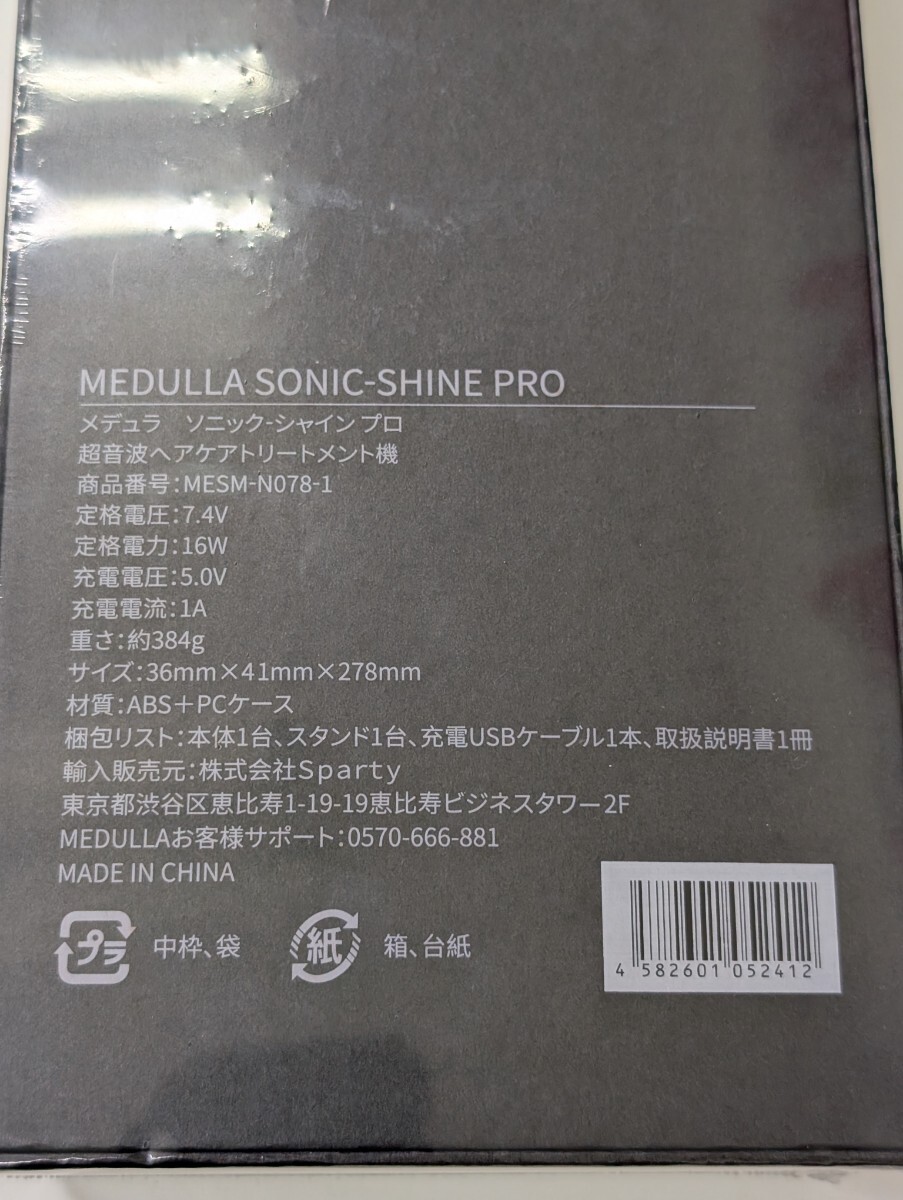 MEDULLA SONIC-SHINE PRO
メデュラ　ソニック-シャイン プロ
超音波ヘアケアトリートメント機
商品番号：MESM-N078-1
定格電圧：7.4V
定格電力：16W
充電電圧：5.0V
充電電流：1A
重さ：約384g
サイズ：36mm×41mm×278mm
材質：ABS＋PCケース
梱包リスト：本体1台、スタンド1台、充電USBケーブル1本、取扱説明書1冊
輸入販売元：株式会社Sparty
東京都渋谷区恵比寿1-19-19恵比寿ビジネスタワー2F
MEDULLAお客様サポート：0570-666-881
MADE IN CHINA
プラ 中枠、袋 紙 箱、台紙
4 582601 052412